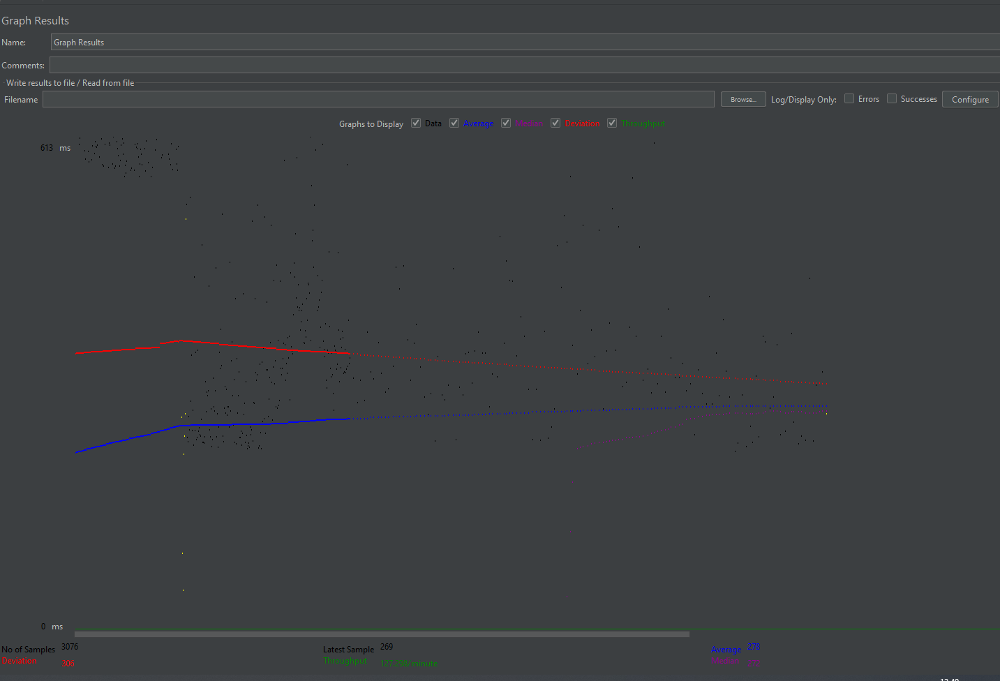 Graph Results
Name: Graph Results
Comments:
Write results to file / Read from file
Filename Browse... Log/Display Only: Errors Successes Configure
Graphs to Display Data Average Median Deviation Throughput
613 ms
0 ms
No of Samples 3076 Latest Sample 269 Average 278
Deviation 306 Throughput 127.298/minute Median 272